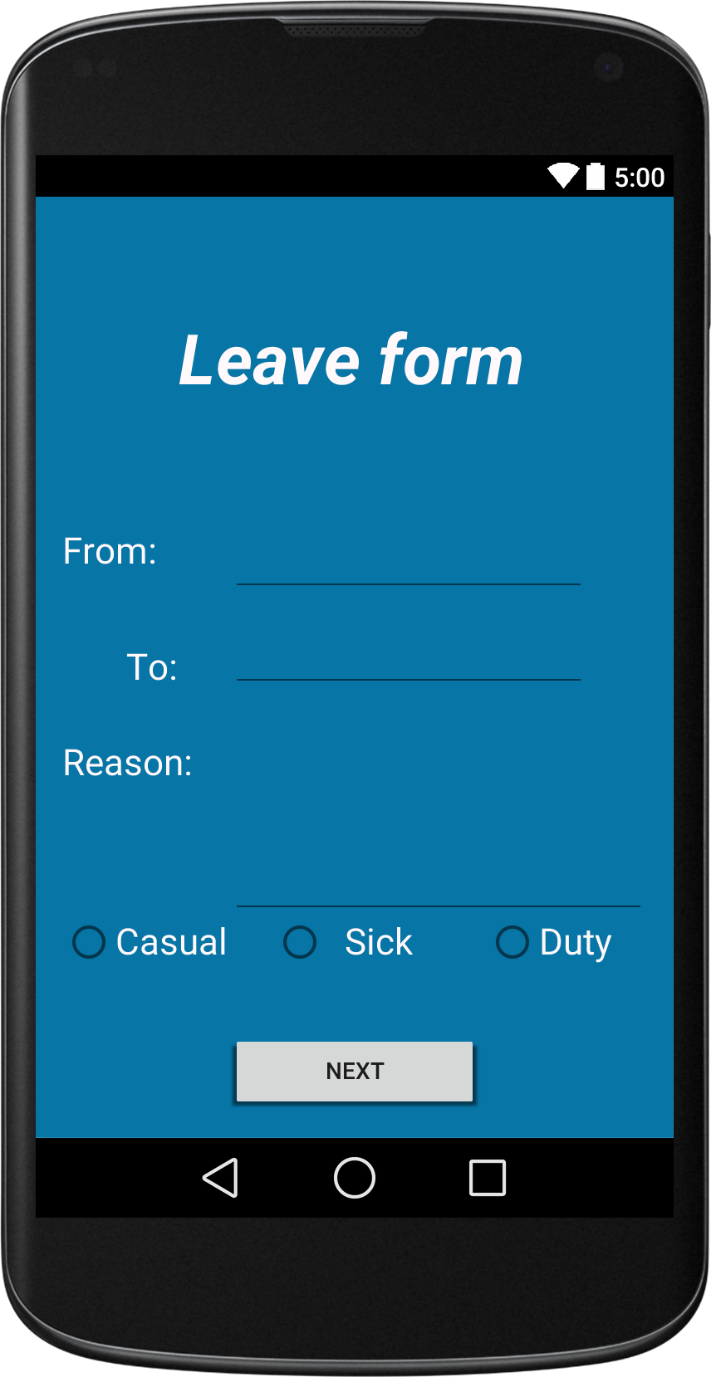 5:00
Leave form
From:
To:
Reason:
Casual Sick Duty
NEXT